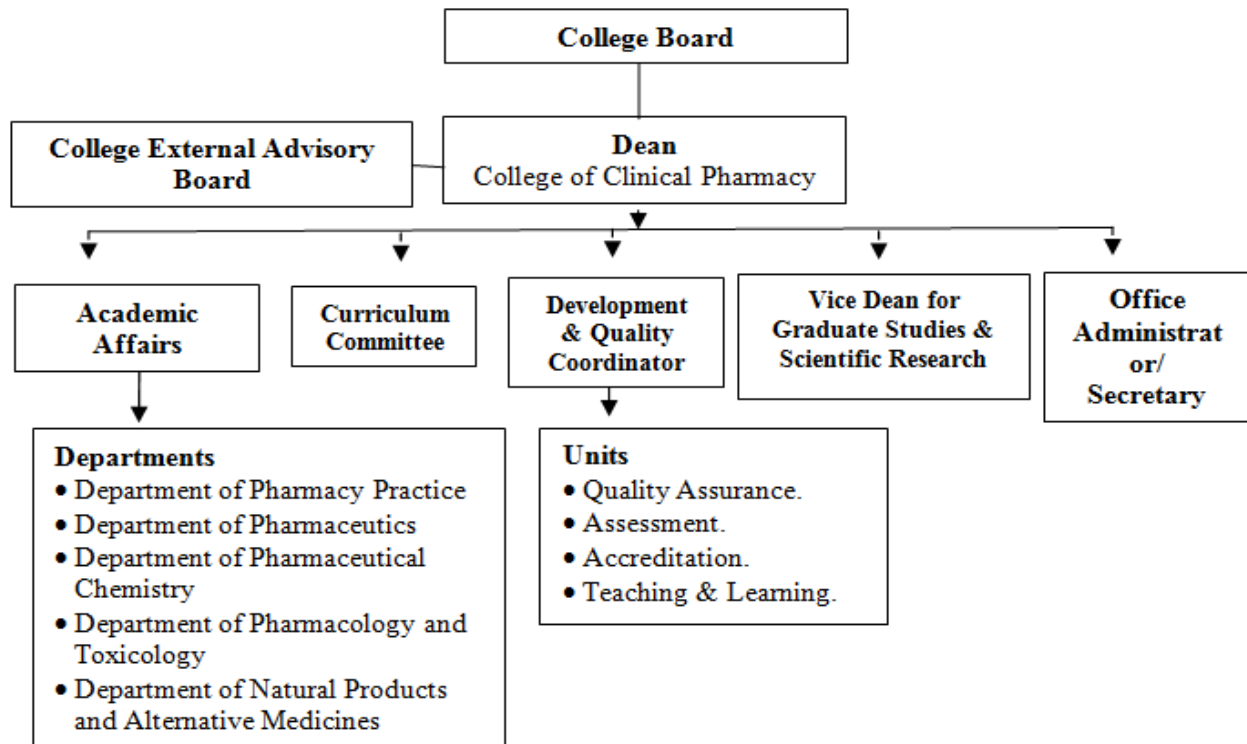 College Board
College External Advisory
Board
Dean
College of Clinical Pharmacy
Academic
Affairs
Curriculum
Committee
Development
& Quality
Coordinator
Vice Dean for
Graduate Studies &
Scientific Research
Office
Administrat
or/
Secretary
Departments
• Department of Pharmacy Practice
• Department of Pharmaceutics
• Department of Pharmaceutical
Chemistry
• Department of Pharmacology and
Toxicology
• Department of Natural Products
and Alternative Medicines
Units
• Quality Assurance.
• Assessment.
• Accreditation.
• Teaching & Learning.